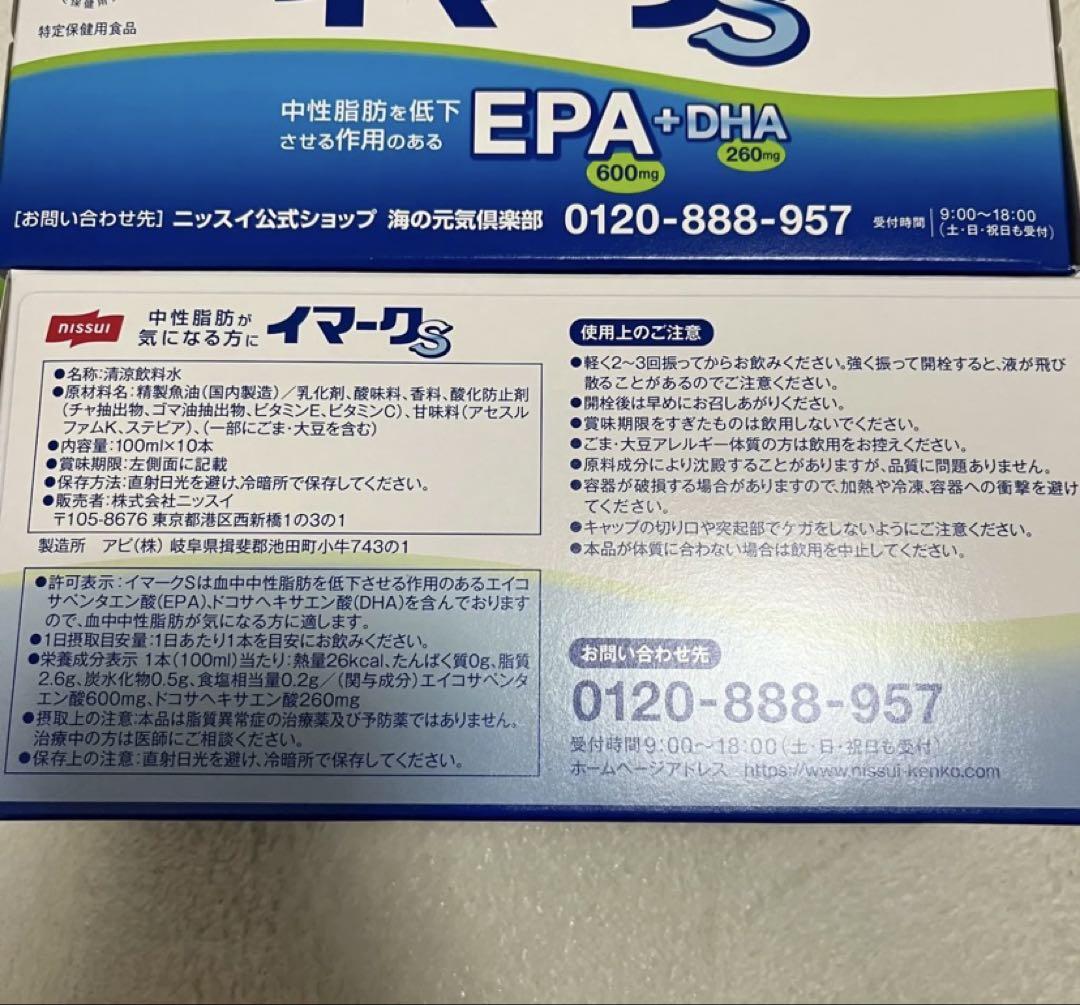 特定保健用食品
イマークS
中性脂肪を低下
させる作用のある
EPA+DHA
600mg
260mg
[お問い合わせ先] ニッスイ公式ショップ 海の元気倶楽部 0120-888-957 受付時間 9:00〜18:00
(土・日・祝日も受付)
nissui
中性脂肪が
気になる方に
イマークS
●名称:清涼飲料水
●原材料名:精製魚油(国内製造)/乳化剤、酸味料、香料、酸化防止剤
(チャ抽出物、ゴマ油抽出物、ビタミンE、ビタミンC)、甘味料(アセスル
ファムK、ステビア)、(一部にごま・大豆を含む)
●内容量:100ml×10本
●賞味期限:左側面に記載
●保存方法:直射日光を避け、冷暗所で保存してください。
●販売者:株式会社ニッスイ
〒105-8676 東京都港区西新橋1の3の1
製造所 アピ(株) 岐阜県揖斐郡池田町小牛743の1
●許可表示:イマークSは血中中性脂肪を低下させる作用のあるエイコ
サペンタエン酸(EPA)、ドコサヘキサエン酸(DHA)を含んでおります
ので、血中中性脂肪が気になる方に適します。
●1日摂取目安量:1日あたり1本を目安にお飲みください。
●栄養成分表示 1本(100ml)当たり:熱量26kcal、たんぱく質0g、脂質
2.6g、炭水化物0.5g、食塩相当量0.2g/(関与成分)エイコサペンタ
エン酸600mg、ドコサヘキサエン酸260mg
●摂取上の注意:本品は脂質異常症の治療薬及び予防薬ではありません。
治療中の方は医師にご相談ください。
●保存上の注意:直射日光を避け、冷暗所で保存してください。
使用上のご注意
●軽く2〜3回振ってからお飲みください。強く振って開栓すると、液が飛び
散ることがあるのでご注意ください。
●開栓後は早めにお召しあがりください。
●賞味期限をすぎたものは飲用しないでください。
●ごま・大豆アレルギー体質の方は飲用をお控えください。
●原料成分により沈殿することがありますが、品質に問題ありません。
●容器が破損する場合がありますので、加熱や冷凍、容器への衝撃を避け
てください。
●キャップの切り口や突起部でケガをしないようにご注意ください。
●本品が体質に合わない場合は飲用を中止してください。
お問い合わせ先
0120-888-957
受付時間9:00〜18:00(土・日・祝日も受付)
ホームページアドレス https://www.nissui-kenko.com